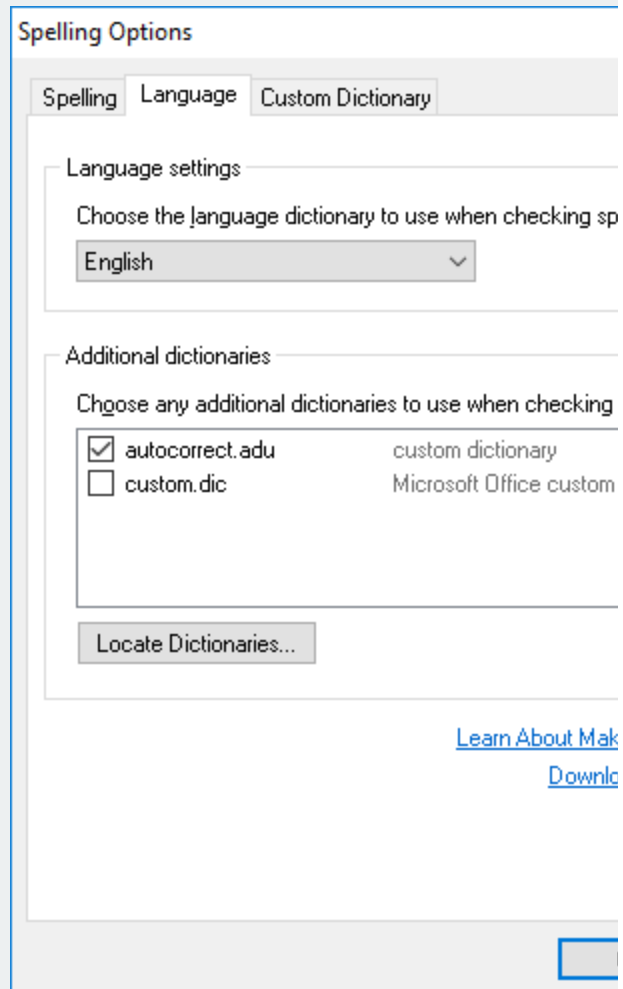 Spelling Options
Spelling Language Custom Dictionary
Language settings
Choose the language dictionary to use when checking sp
English
Additional dictionaries
Choose any additional dictionaries to use when checking
autocorrect.adu custom dictionary
custom.dic Microsoft Office custom
Locate Dictionaries...
Learn About Mak
Downlo